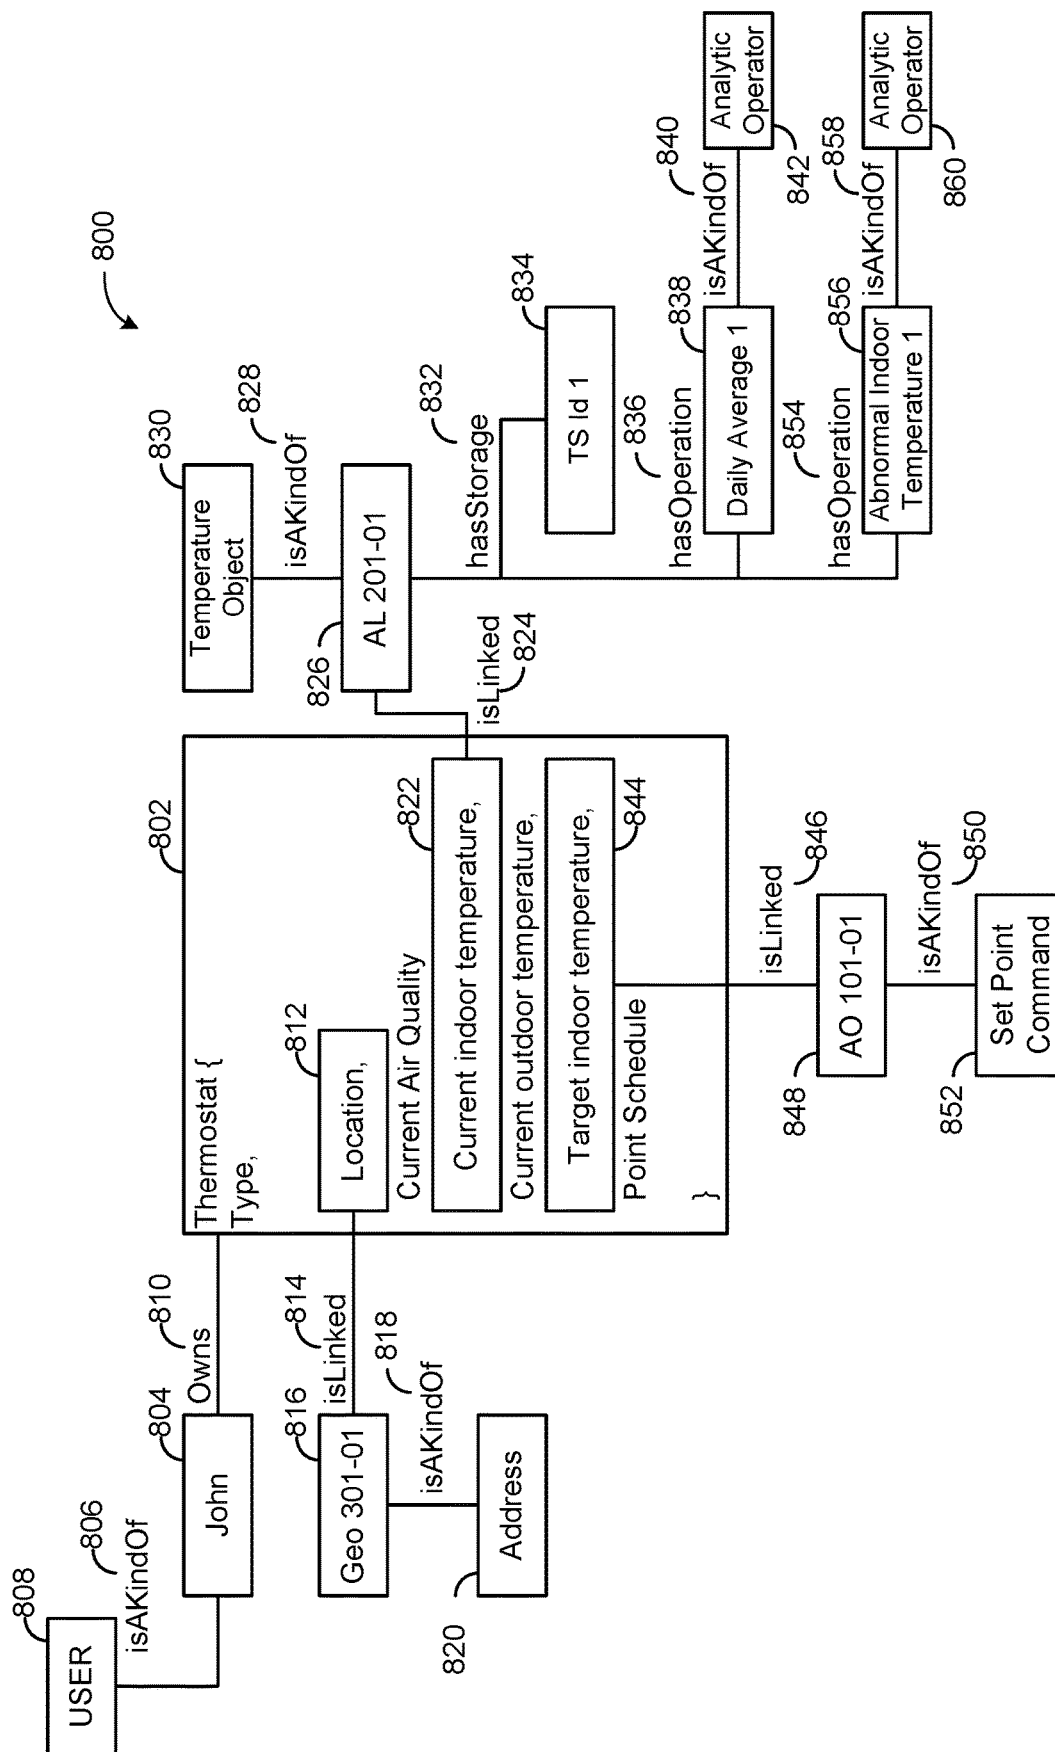 800
808
USER
806
isAKindOf
804
John
810
Owns
802
Thermostat {
Type,
812
Location,
816
Geo 301-01
814
isLinked
818
isAKindOf
820
Address
Current Air Quality
822
Current indoor temperature,
Current outdoor temperature,
844
Target indoor temperature,
Point Schedule
}
isLinked
824
830
Temperature
Object
828
isAKindOf
826
AL 201-01
832
hasStorage
834
TS Id 1
836
hasOperation
838
Daily Average 1
840
isAKindOf
Analytic
Operator
842
854
hasOperation
856
Abnormal Indoor
Temperature 1
858
isAKindOf
Analytic
Operator
860
isLinked
846
848
AO 101-01
isAKindOf
850
852
Set Point
Command